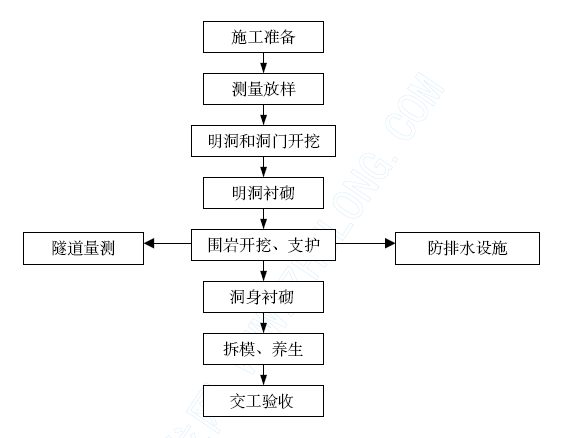 施工准备
测量放样
明洞和洞门开挖
明洞衬砌
隧道量测
围岩开挖、支护
防排水设施
洞身衬砌
拆模、养生
交工验收